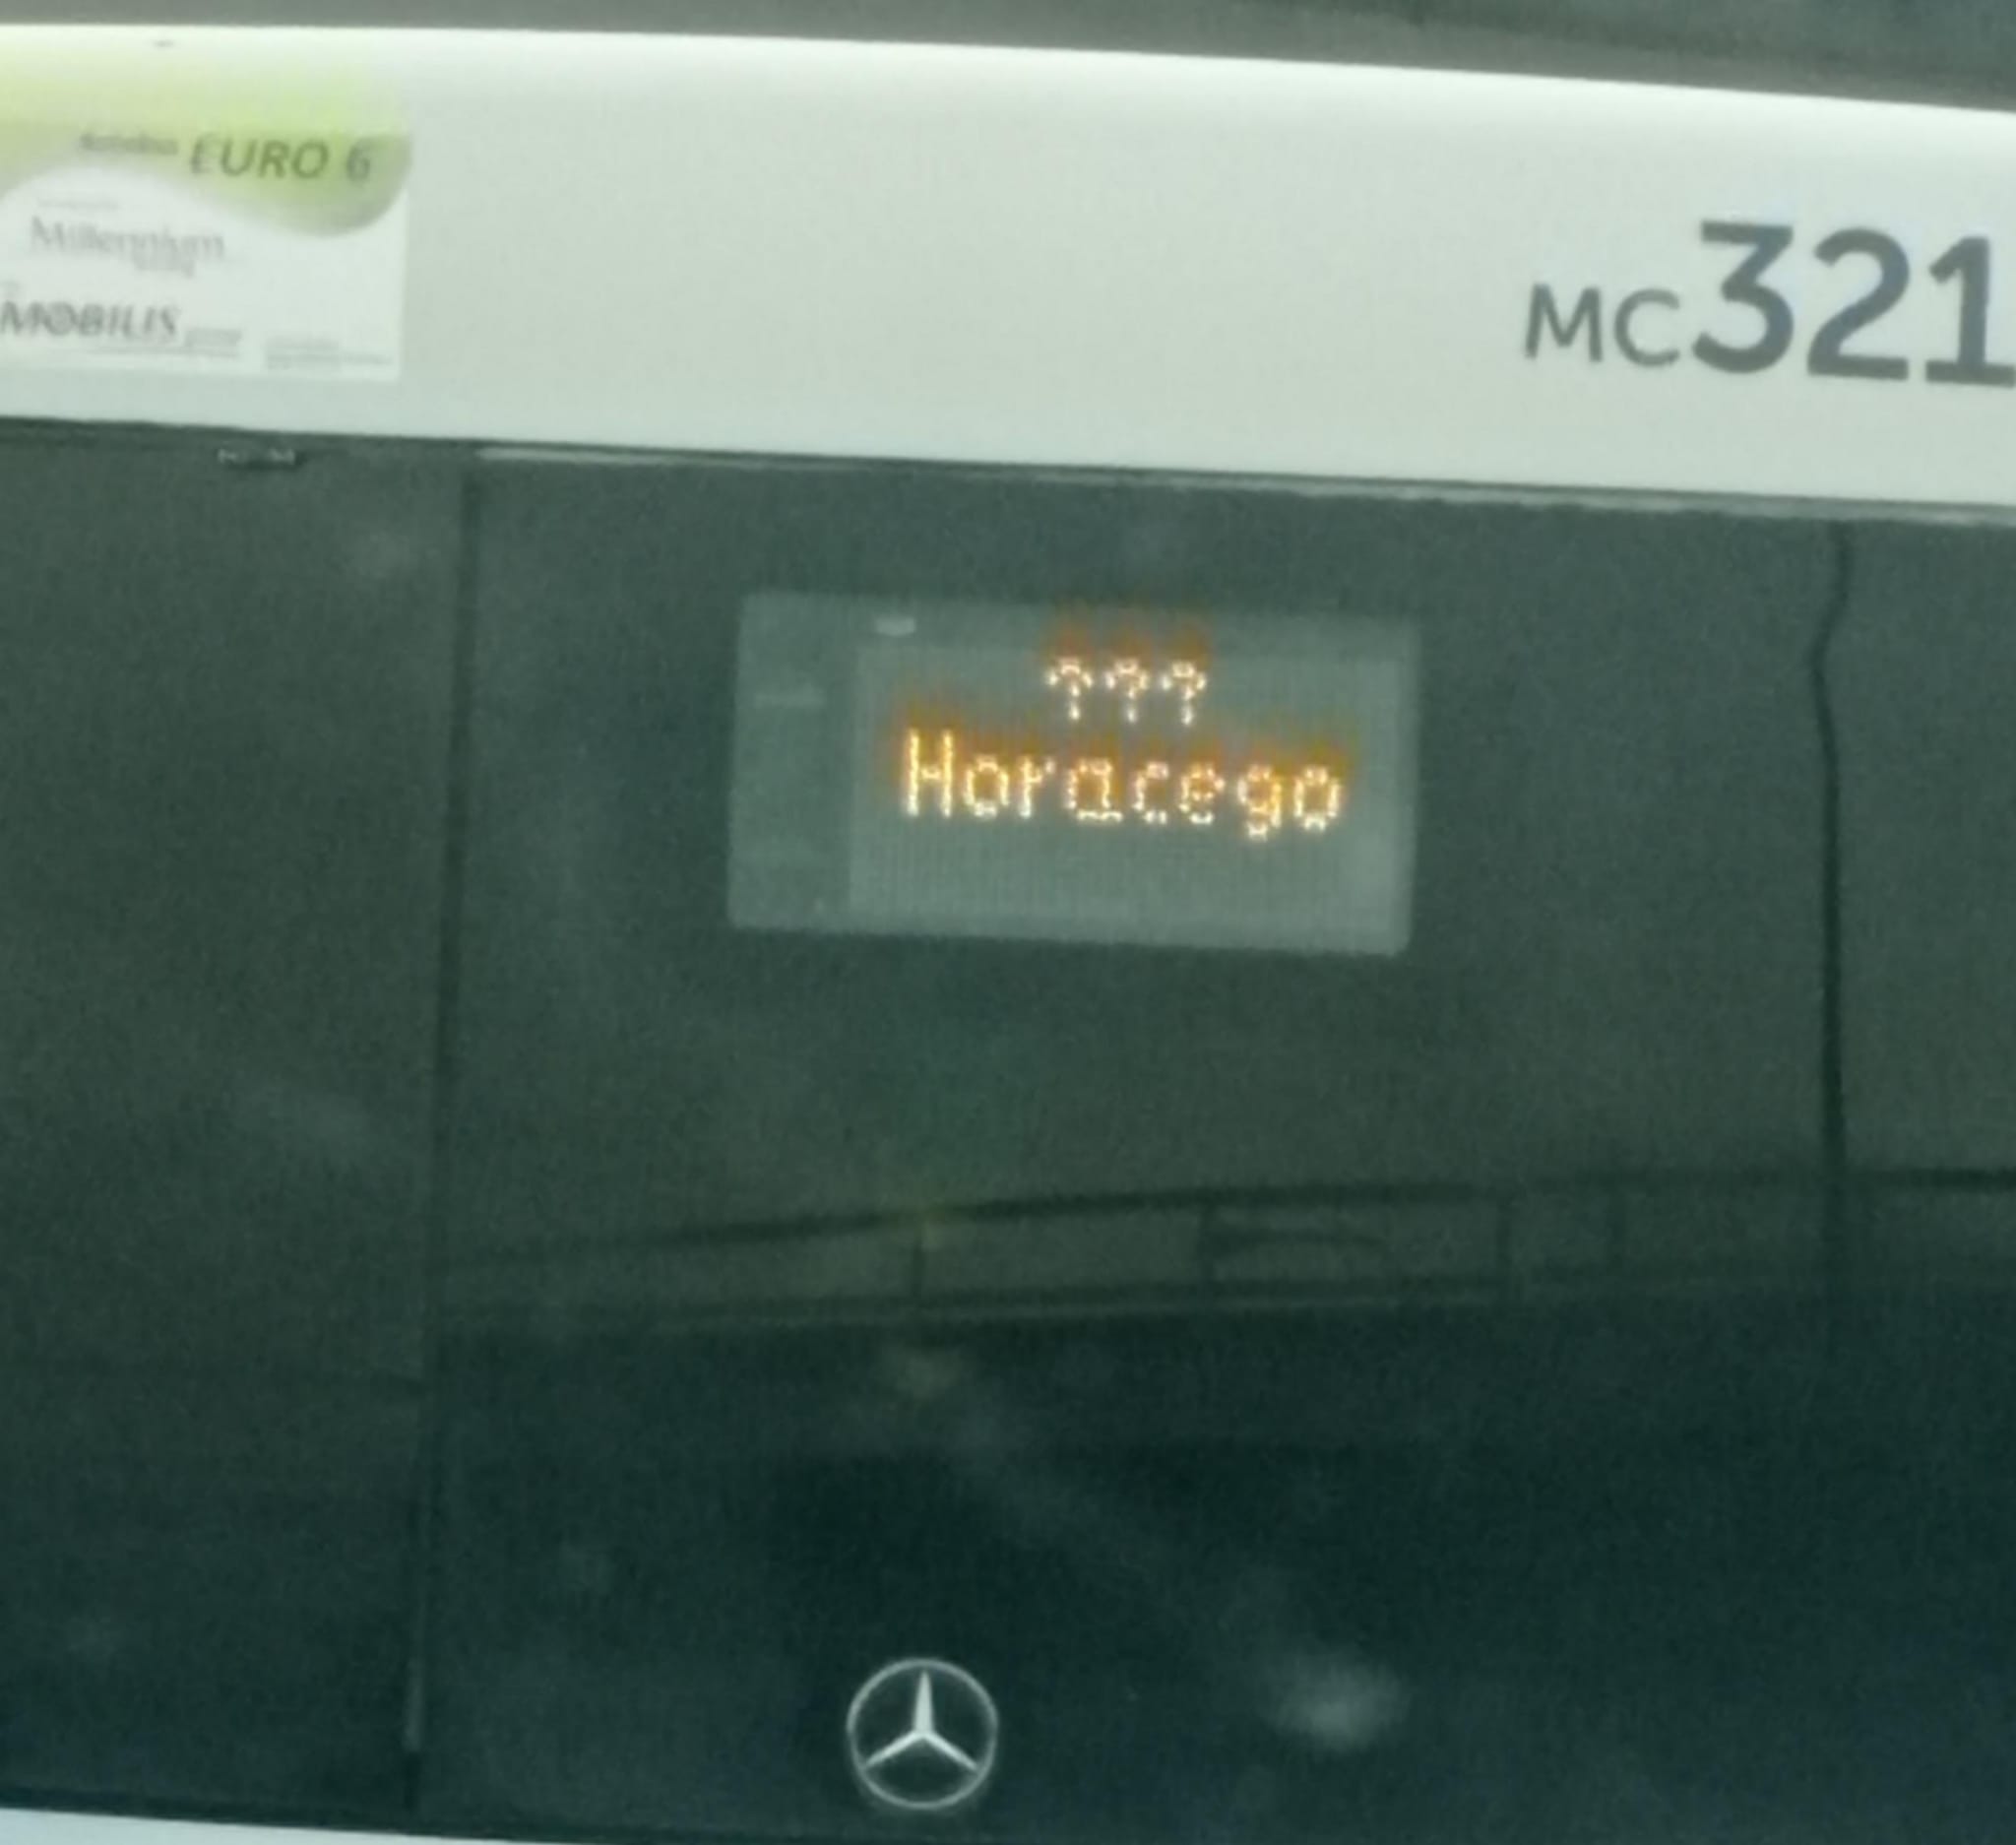 EURO 6
Millennium
MOBILIS
MC321
↑↑↑
Horacego